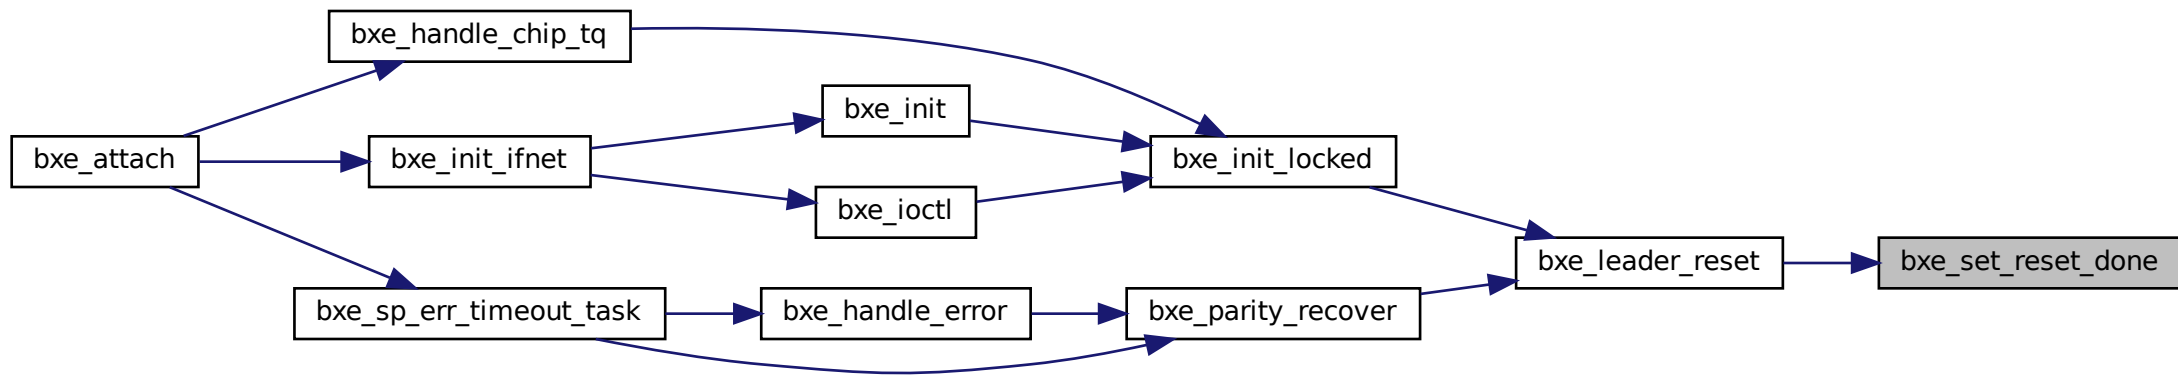 bxe_handle_chip_tq
bxe_init
bxe_attach
bxe_init_ifnet
bxe_init_locked
bxe_ioctl
bxe_leader_reset
bxe_set_reset_done
bxe_sp_err_timeout_task
bxe_handle_error
bxe_parity_recover